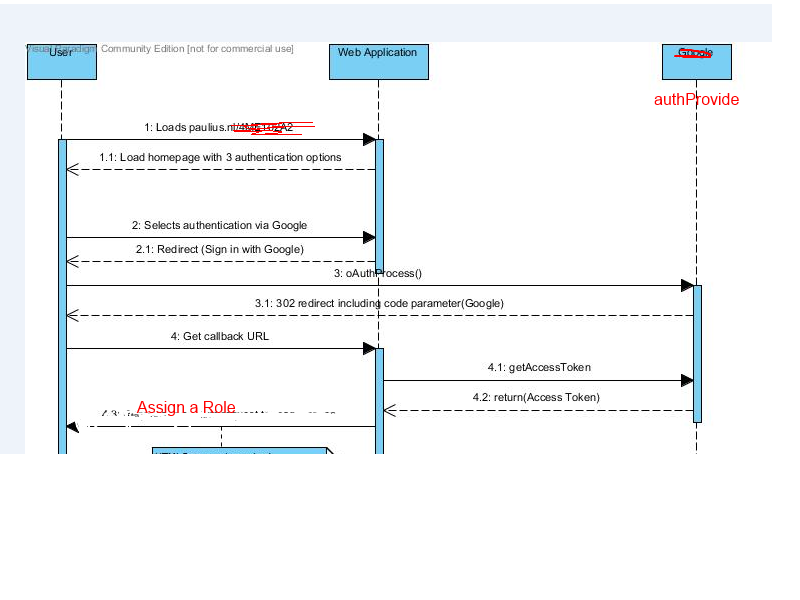 Visual Paradigm Community Edition [not for commercial use]
User
Web Application
Google
authProvide
1: Loads paulius.nl/
1.1: Load homepage with 3 authentication options
2: Selects authentication via Google
2.1: Redirect (Sign in with Google)
3: oAuthProcess()
3.1: 302 redirect including code parameter(Google)
4: Get callback URL
4.1: getAccessToken
4.2: return(Access Token)
Assign a Role
4.3: